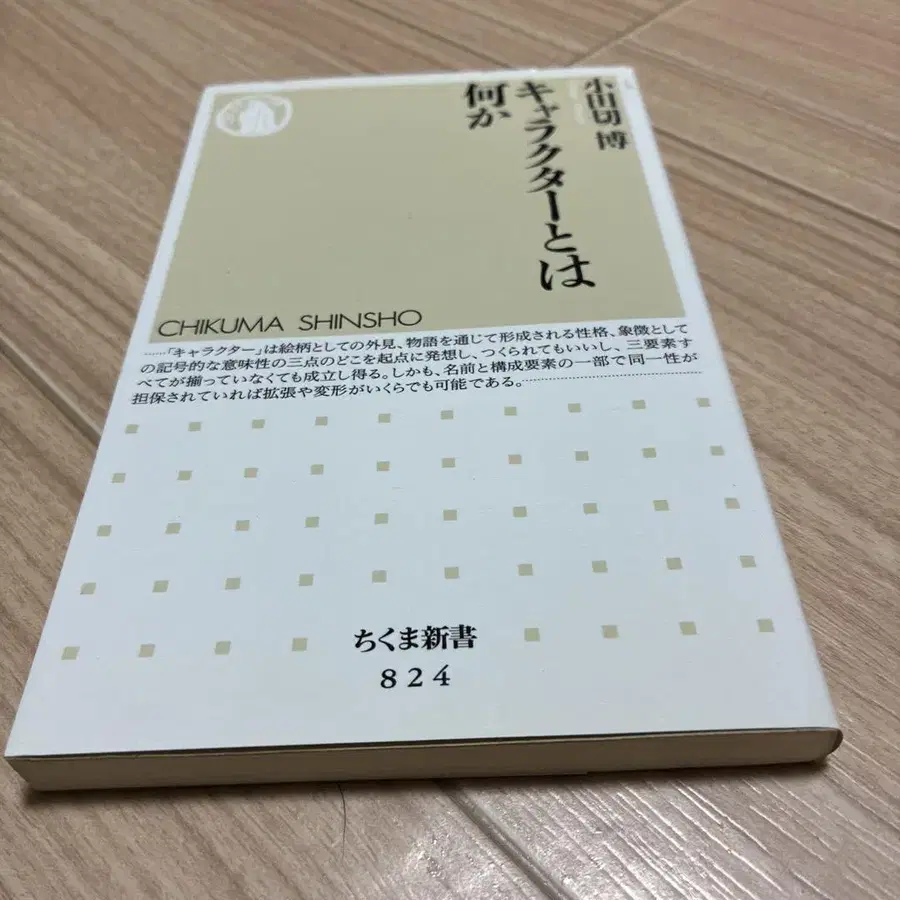 小田切 博
キャラクターとは
何か
CHIKUMA SHINSHO
……「キャラクター」は絵柄としての外見、物語を通じて形成される性格、象徴として
の記号的な意味性の三点のどこを起点に発想し、つくられてもいいし、三要素す
べてが揃っていなくても成立し得る。しかも、名前と構成要素の一部で同一性が
担保されていれば拡張や変形がいくらでも可能である。……………………
ちくま新書
824